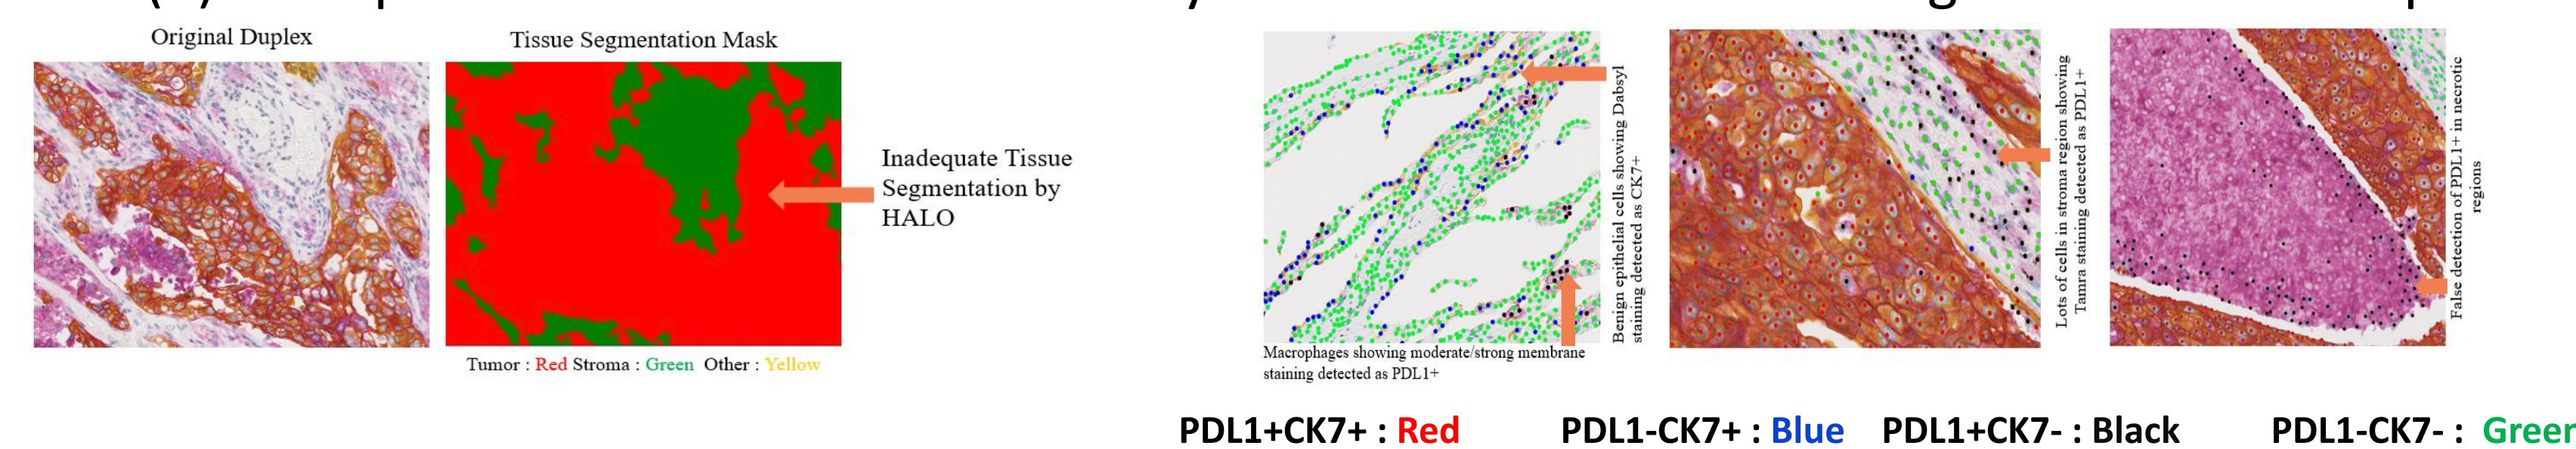 Original Duplex
Tissue Segmentation Mask
Inadequate Tissue
Segmentation by
HALO
Tumor : Red Stroma : Green Other : Yellow
Benign epithelial cells showing Dabsyl
staining detected as CK7+
Macrophages showing moderate/strong membrane
staining detected as PDL1+
Lots of cells in stroma region showing
Tamra staining detected as PDL1+
False detection of PDL1+ in necrotic
regions
PDL1+CK7+ : Red PDL1-CK7+ : Blue PDL1+CK7- : Black PDL1-CK7- : Green